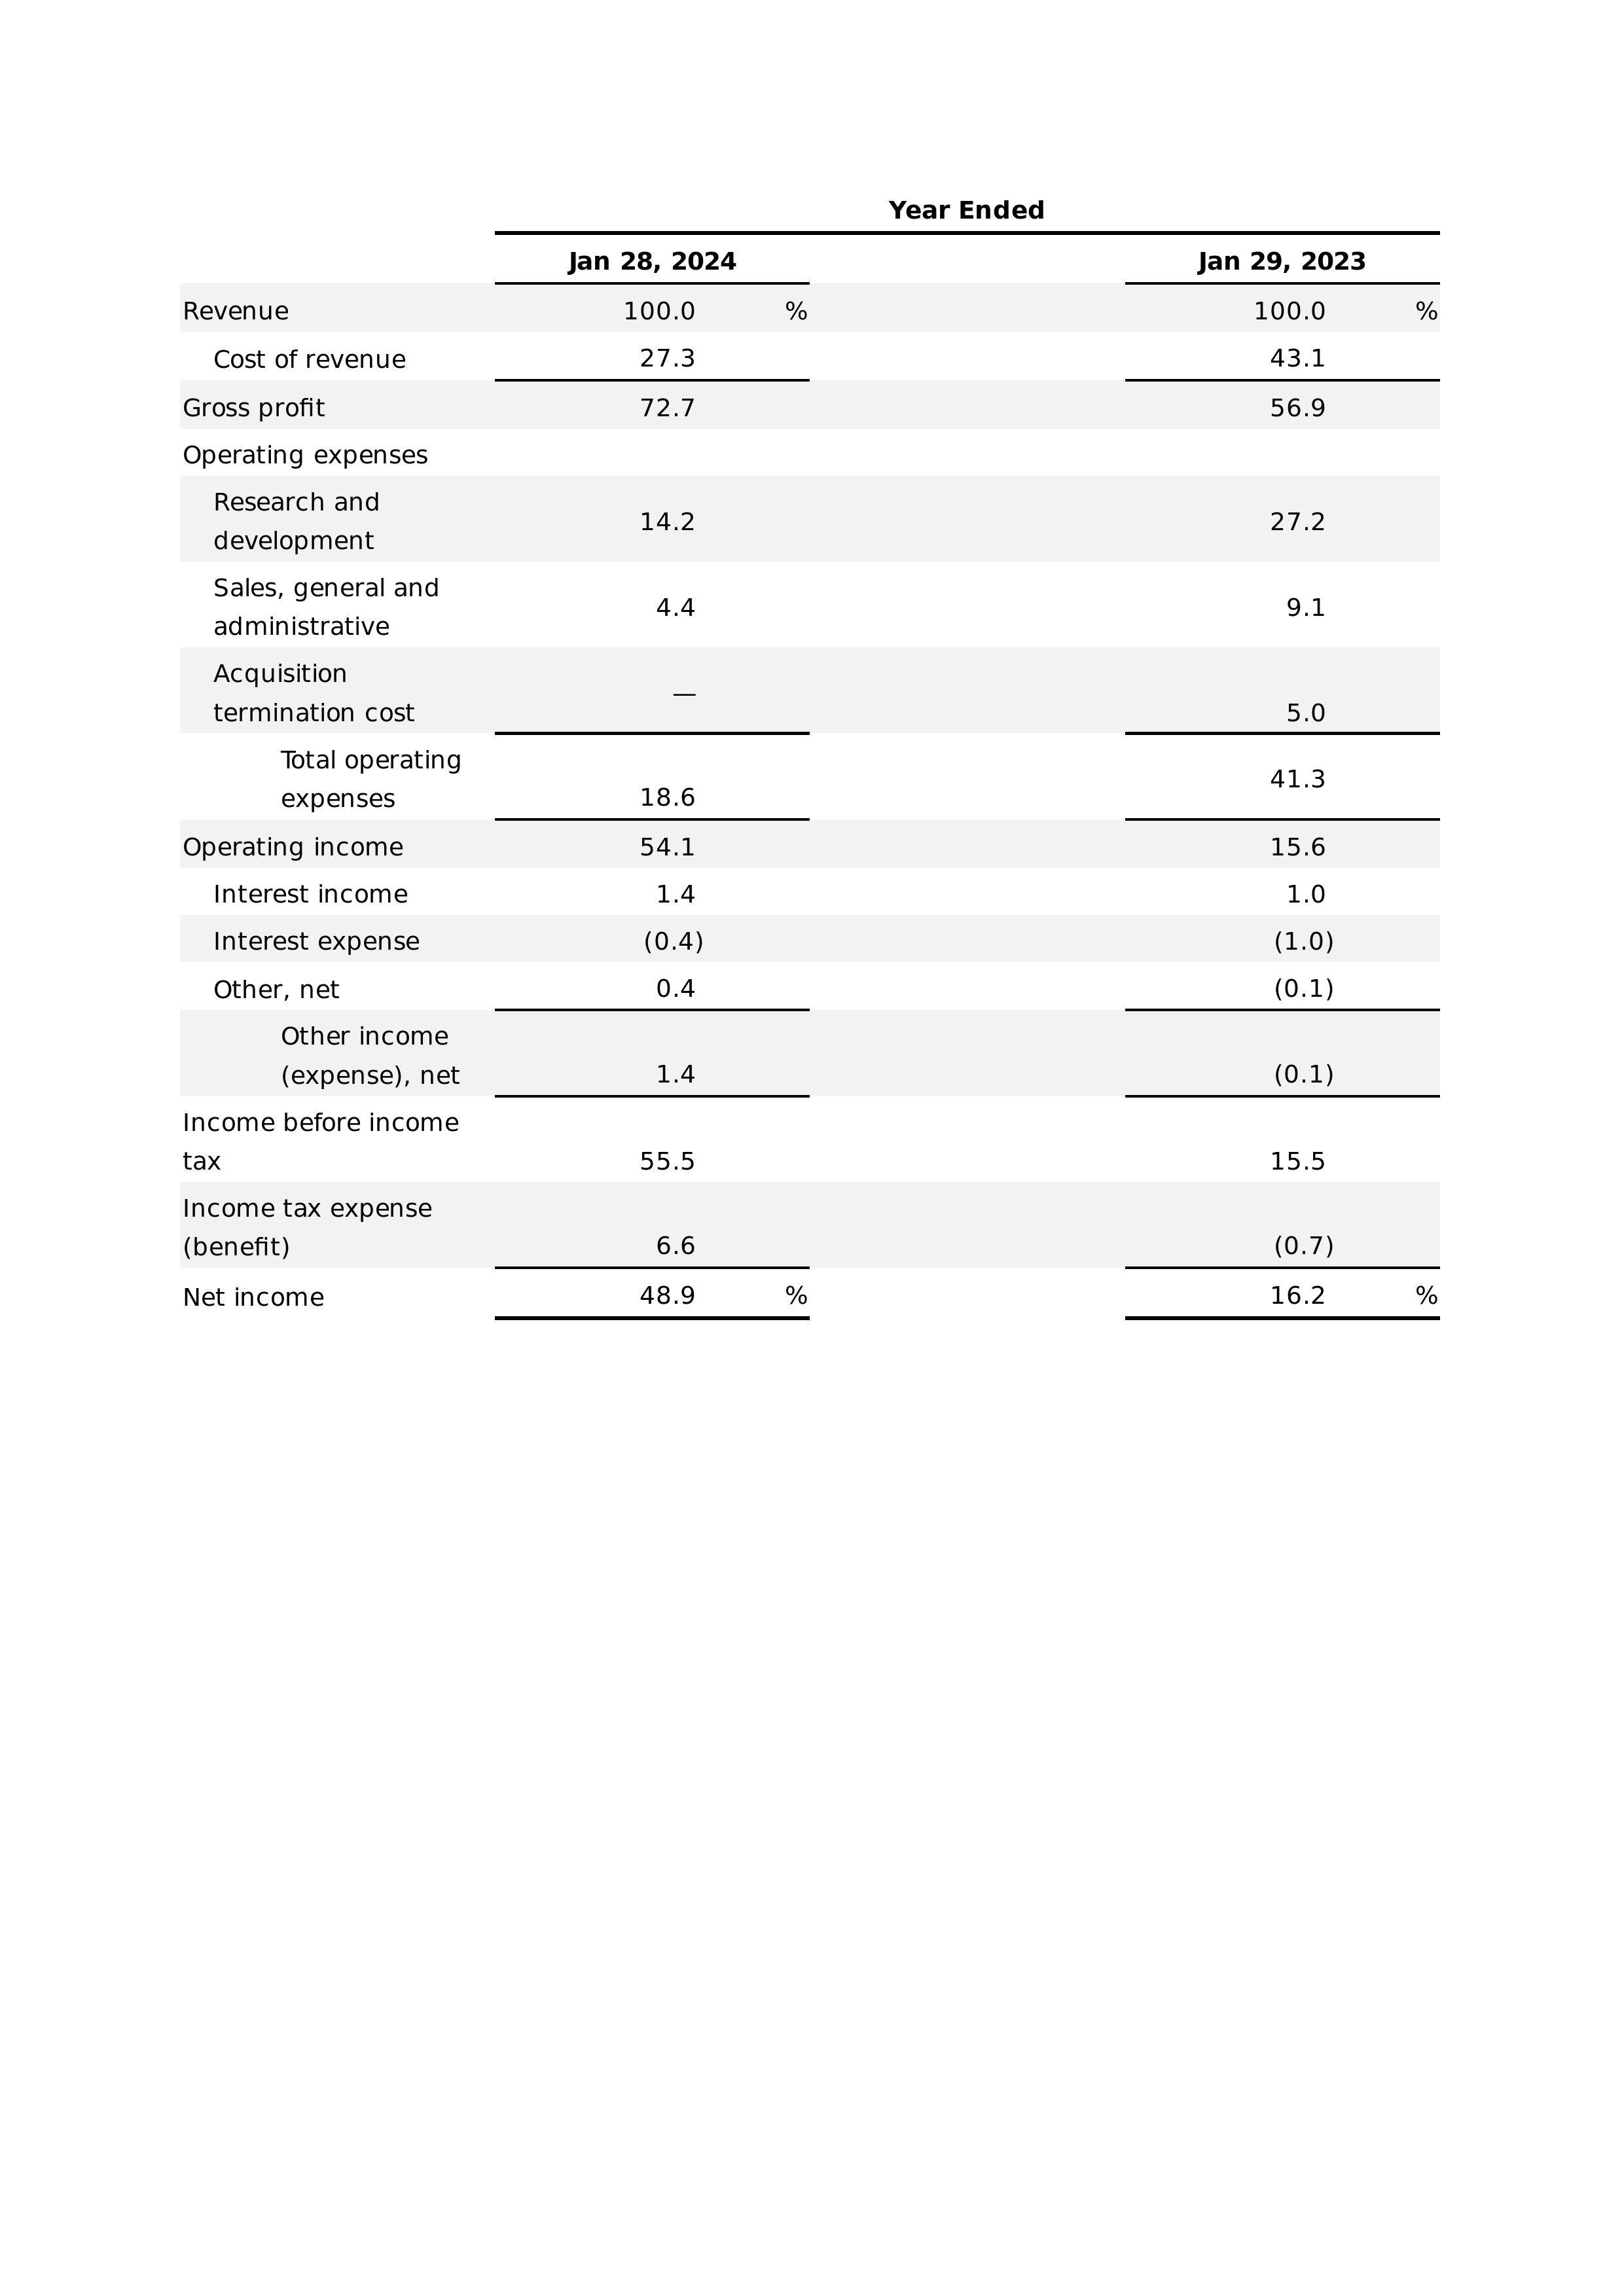 Year Ended
Jan 28, 2024 Jan 29, 2023
Revenue 100.0 % 100.0 %
Cost of revenue 27.3 43.1
Gross profit 72.7 56.9
Operating expenses
Research and
development 14.2 27.2
Sales, general and
administrative 4.4 9.1
Acquisition
termination cost — 5.0
Total operating
expenses 18.6 41.3
Operating income 54.1 15.6
Interest income 1.4 1.0
Interest expense (0.4) (1.0)
Other, net 0.4 (0.1)
Other income
(expense), net 1.4 (0.1)
Income before income
tax 55.5 15.5
Income tax expense
(benefit) 6.6 (0.7)
Net income 48.9 % 16.2 %